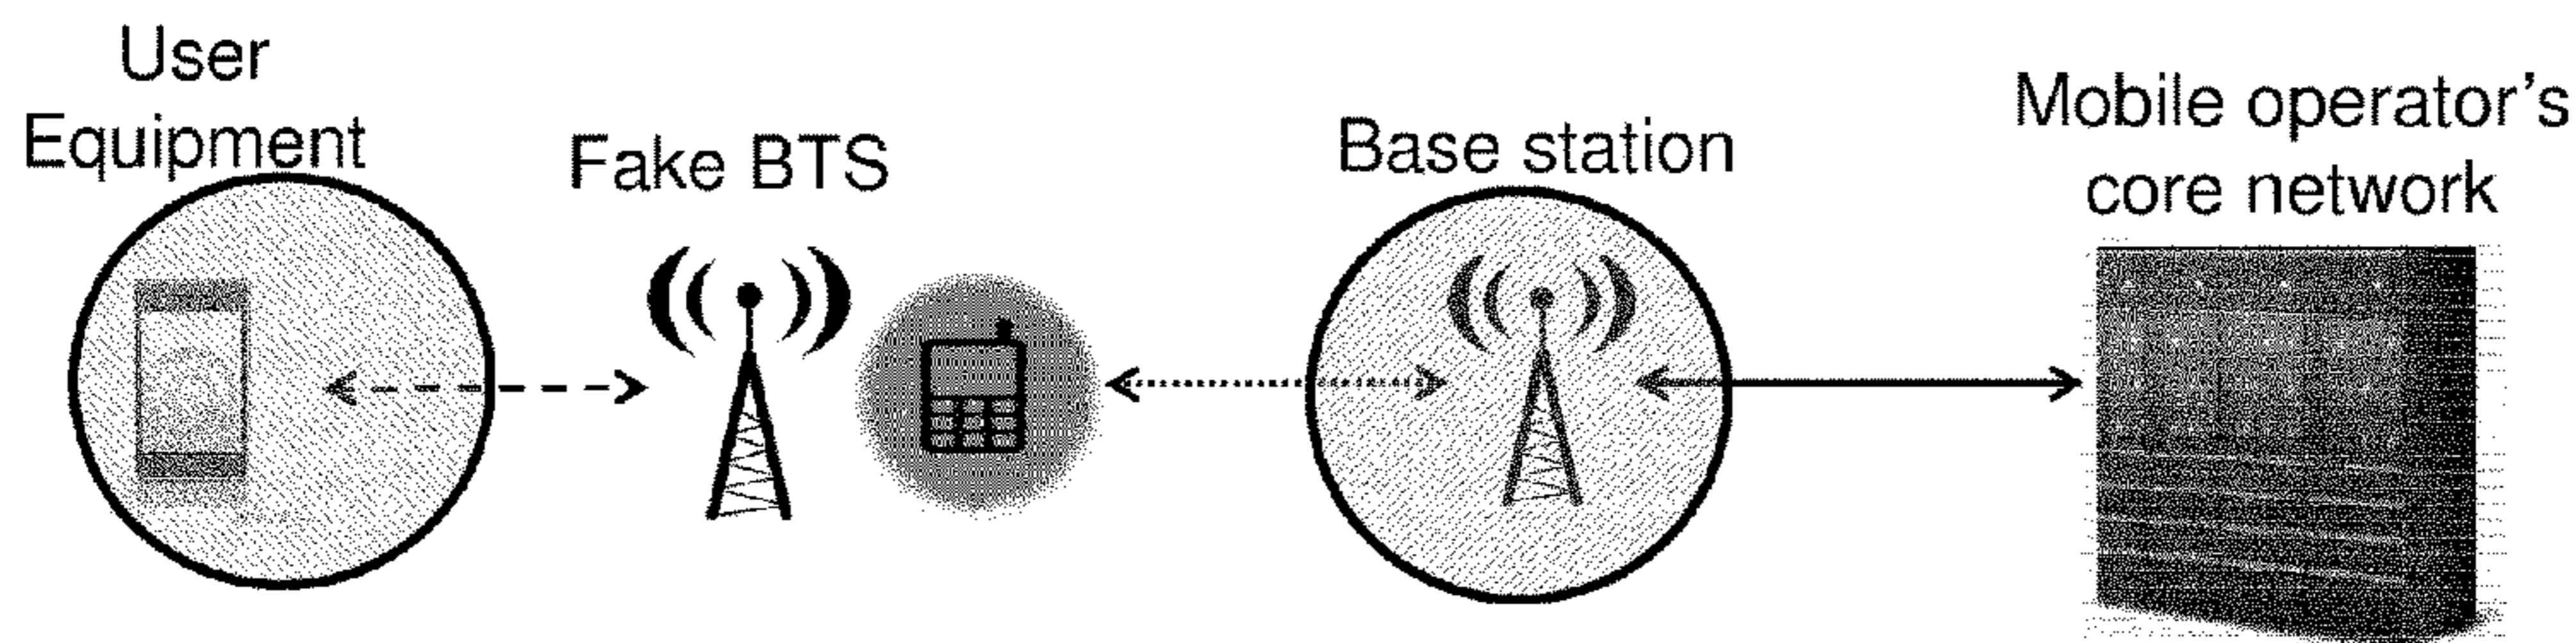 User
Equipment
Fake BTS
Base station
Mobile operator's
core network